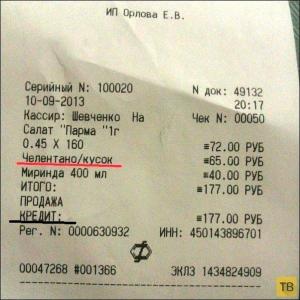 ИП Орлова Е.В.
Серийный N: 100020 N док: 49132
10-09-2013 20:17
Кассир: Шевченко На Чек N: 00050
Салат "Парма "1г
0.45 X 160 ≡72.00 РУБ
Челентано/кусок ≡65.00 РУБ
Миринда 400 мл ≡40.00 РУБ
ИТОГО: ≡177.00 РУБ
ПРОДАЖА
КРЕДИТ: ≡177.00 РУБ
Рег. N: 0000630932 ИНН: 450143896701
00047268 #001366 ЭКЛЗ 1434824909
ТВ